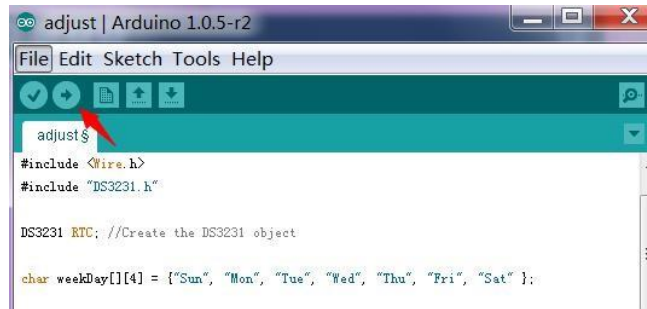 adjust | Arduino 1.0.5-r2
File Edit Sketch Tools Help
adjust §
#include <Wire.h>
#include "DS3231.h"
DS3231 RTC; //Create the DS3231 object
char weekDay[][4] = {"Sun", "Mon", "Tue", "Wed", "Thu", "Fri", "Sat" };